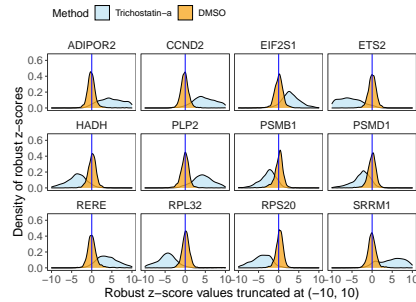 Method Trichostatin−a DMSO
ADIPOR2 CCND2 EIF2S1 ETS2
0.6
0.4
0.2
0.0
HADH PLP2 PSMB1 PSMD1
0.6
0.4
0.2
0.0
RERE RPL32 RPS20 SRRM1
0.6
0.4
0.2
0.0
−10 −5 0 5 10 −10 −5 0 5 10 −10 −5 0 5 10 −10 −5 0 5 10
Density of robust z−scores
Robust z−score values truncated at (−10, 10)